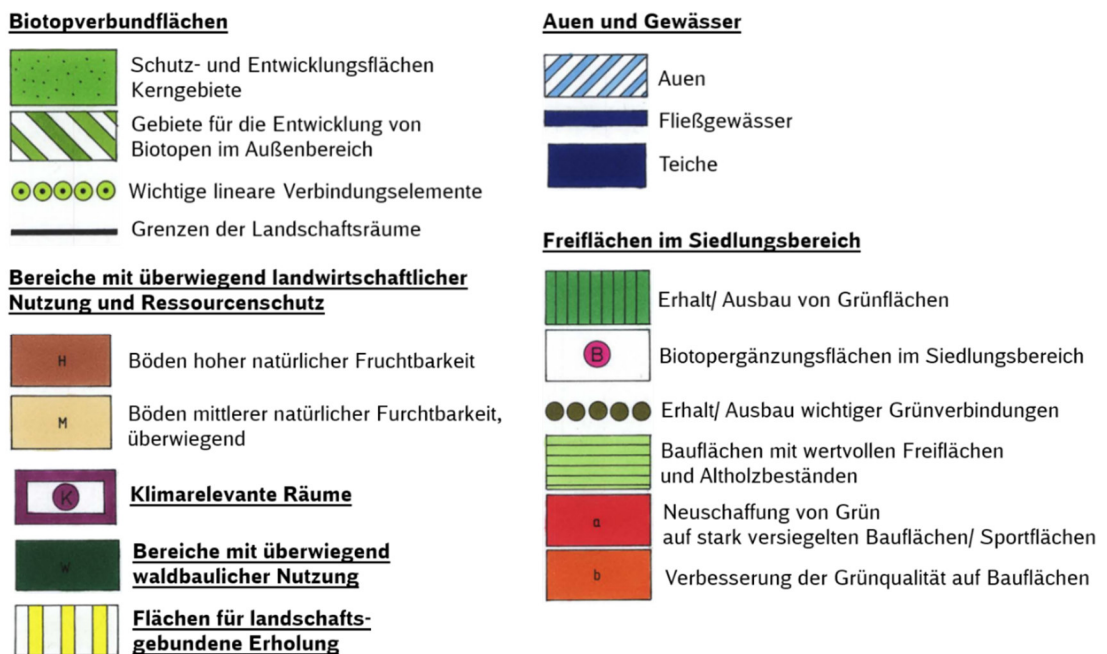 Biotopverbundflächen
Schutz- und Entwicklungsflächen
Kerngebiete
Gebiete für die Entwicklung von
Biotopen im Außenbereich
Wichtige lineare Verbindungselemente
Grenzen der Landschaftsräume
Bereiche mit überwiegend landwirtschaftlicher
Nutzung und Ressourcenschutz
H
Böden hoher natürlicher Fruchtbarkeit
M
Böden mittlerer natürlicher Furchtbarkeit,
überwiegend
K
Klimarelevante Räume
W
Bereiche mit überwiegend
waldbaulicher Nutzung
Flächen für landschafts-
gebundene Erholung
Auen und Gewässer
Auen
Fließgewässer
Teiche
Freiflächen im Siedlungsbereich
Erhalt/ Ausbau von Grünflächen
B
Biotopergänzungsflächen im Siedlungsbereich
Erhalt/ Ausbau wichtiger Grünverbindungen
Bauflächen mit wertvollen Freiflächen
und Altholzbeständen
a
Neuschaffung von Grün
auf stark versiegelten Bauflächen/ Sportflächen
b
Verbesserung der Grünqualität auf Bauflächen